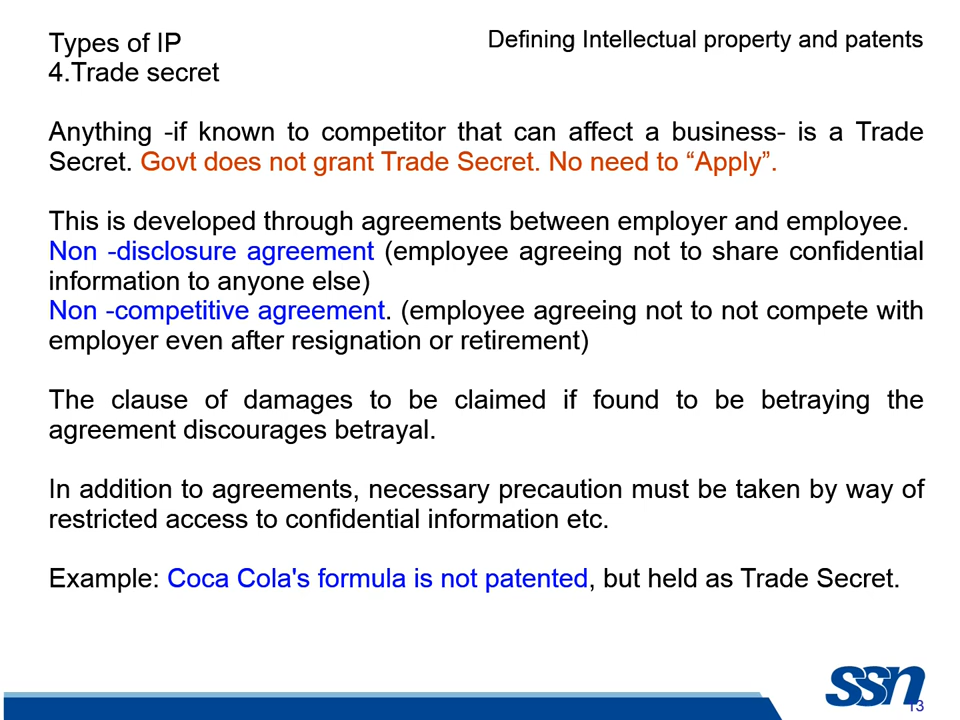 Types of IP
Defining Intellectual property and patents
4.Trade secret
Anything -if known to competitor that can affect a business- is a Trade
Secret. Govt does not grant Trade Secret. No need to “Apply”.
This is developed through agreements between employer and employee.
Non -disclosure agreement (employee agreeing not to share confidential
information to anyone else)
Non -competitive agreement. (employee agreeing not to not compete with
employer even after resignation or retirement)
The clause of damages to be claimed if found to be betraying the
agreement discourages betrayal.
In addition to agreements, necessary precaution must be taken by way of
restricted access to confidential information etc.
Example: Coca Cola's formula is not patented, but held as Trade Secret.
ssn
13